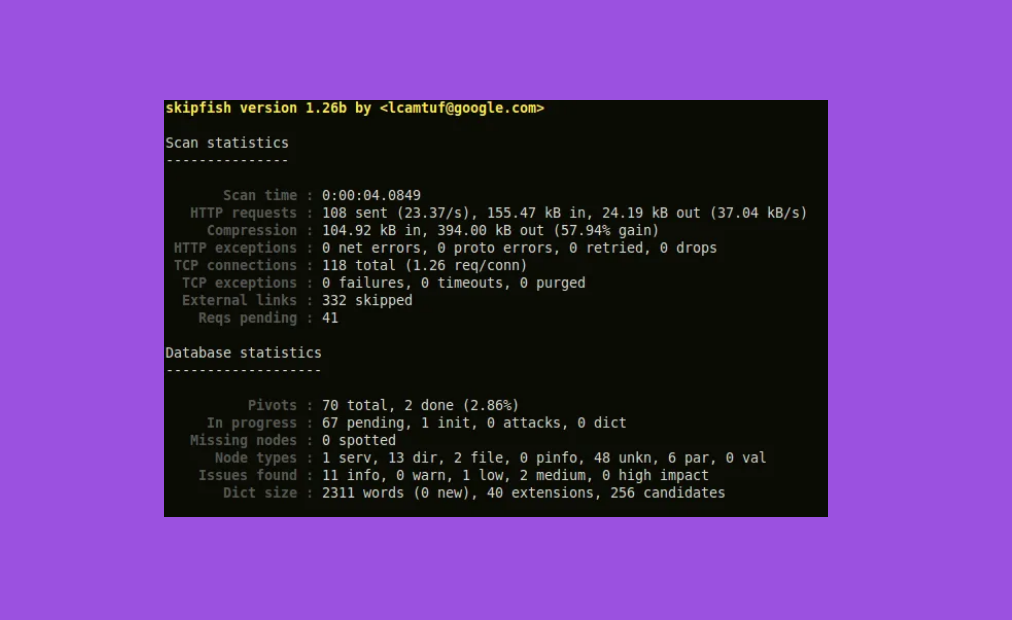 skipfish version 1.26b by <lcamtuf@google.com>
Scan statistics
---------------
Scan time : 0:00:04.0849
HTTP requests : 108 sent (23.37/s), 155.47 kB in, 24.19 kB out (37.04 kB/s)
Compression : 104.92 kB in, 394.00 kB out (57.94% gain)
HTTP exceptions : 0 net errors, 0 proto errors, 0 retried, 0 drops
TCP connections : 118 total (1.26 req/conn)
TCP exceptions : 0 failures, 0 timeouts, 0 purged
External links : 332 skipped
Reqs pending : 41
Database statistics
-------------------
Pivots : 70 total, 2 done (2.86%)
In progress : 67 pending, 1 init, 0 attacks, 0 dict
Missing nodes : 0 spotted
Node types : 1 serv, 13 dir, 2 file, 0 pinfo, 48 unkn, 6 par, 0 val
Issues found : 11 info, 0 warn, 1 low, 2 medium, 0 high impact
Dict size : 2311 words (0 new), 40 extensions, 256 candidates